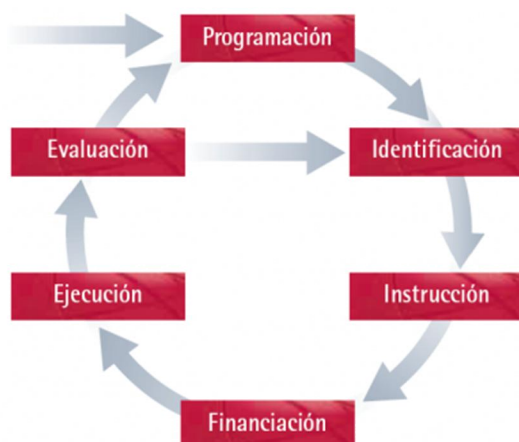 Programación
Evaluación
Identificación
Ejecución
Instrucción
Financiación